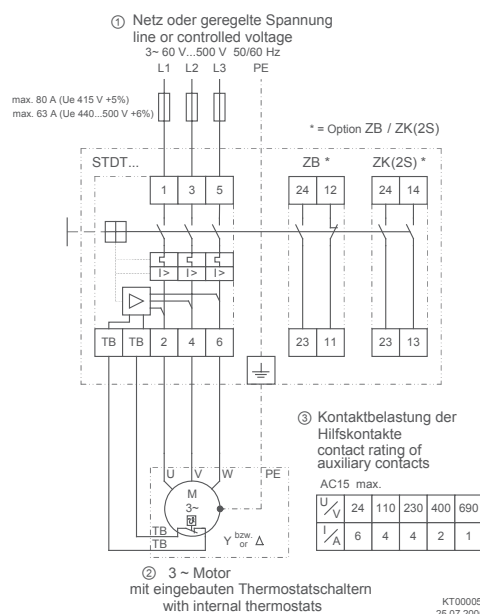 ① Netz oder geregelte Spannung
line or controlled voltage
3~ 60 V...500 V 50/60 Hz
L1 L2 L3 PE
max. 80 A (Ue 415 V +5%)
max. 63 A (Ue 440...500 V +6%)
* = Option ZB / ZK(2S)
STDT... ZB * ZK(2S) *
1 3 5 24 12 24 14
I> I> I>
TB TB 2 4 6 23 11 23 13
③ Kontaktbelastung der
Hilfskontakte
contact rating of
auxiliary contacts
AC15 max.
U/V 24 110 230 400 690
I/A 6 4 4 2 1
U V W PE
M
3~
TB
TB
Y bzw. or Δ
② 3 ~ Motor
mit eingebauten Thermostatschaltern
with internal thermostats
KT00005